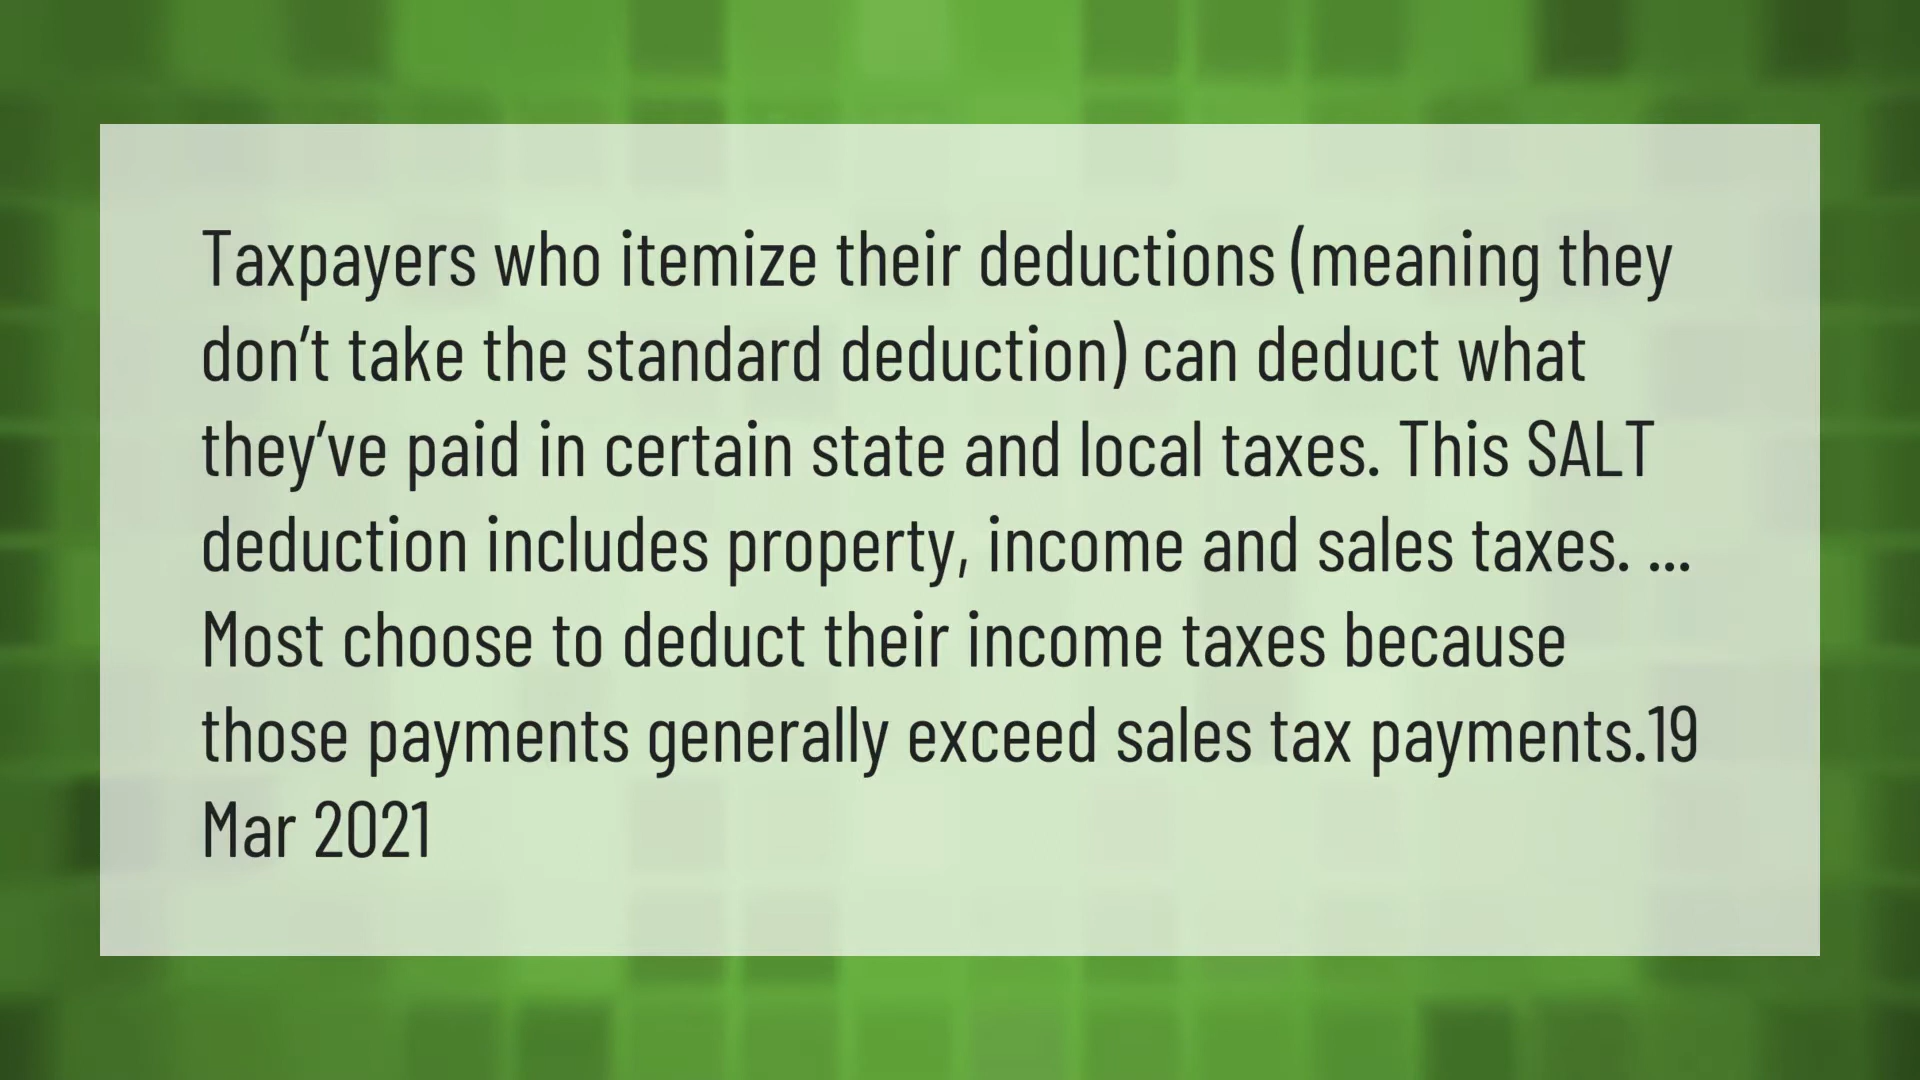 Taxpayers who itemize their deductions (meaning they
don’t take the standard deduction) can deduct what
they’ve paid in certain state and local taxes. This SALT
deduction includes property, income and sales taxes. ...
Most choose to deduct their income taxes because
those payments generally exceed sales tax payments.19
Mar 2021